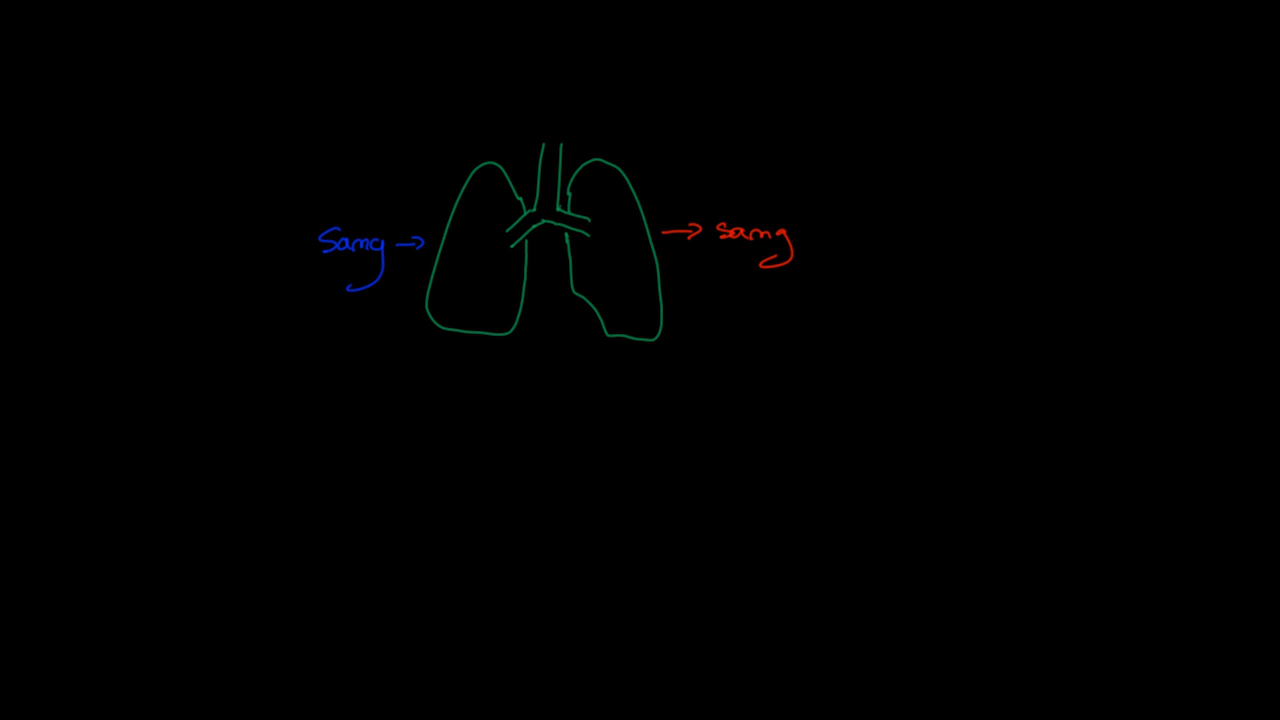 Sang →
→ sang